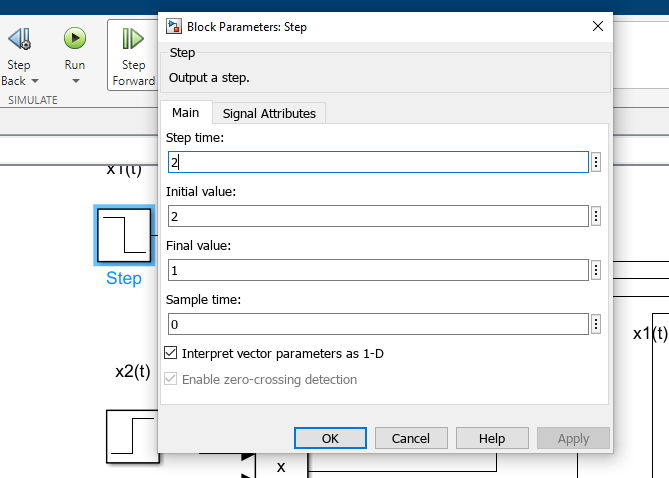 Block Parameters: Step
Step
Back
Run
Step
Forward
SIMULATE
Step
Output a step.
Main
Signal Attributes
Step time:
2
Initial value:
2
Final value:
1
Sample time:
0
Interpret vector parameters as 1-D
Enable zero-crossing detection
OK
Cancel
Help
Apply
x1(t)
Step
x2(t)
x
x1(t)